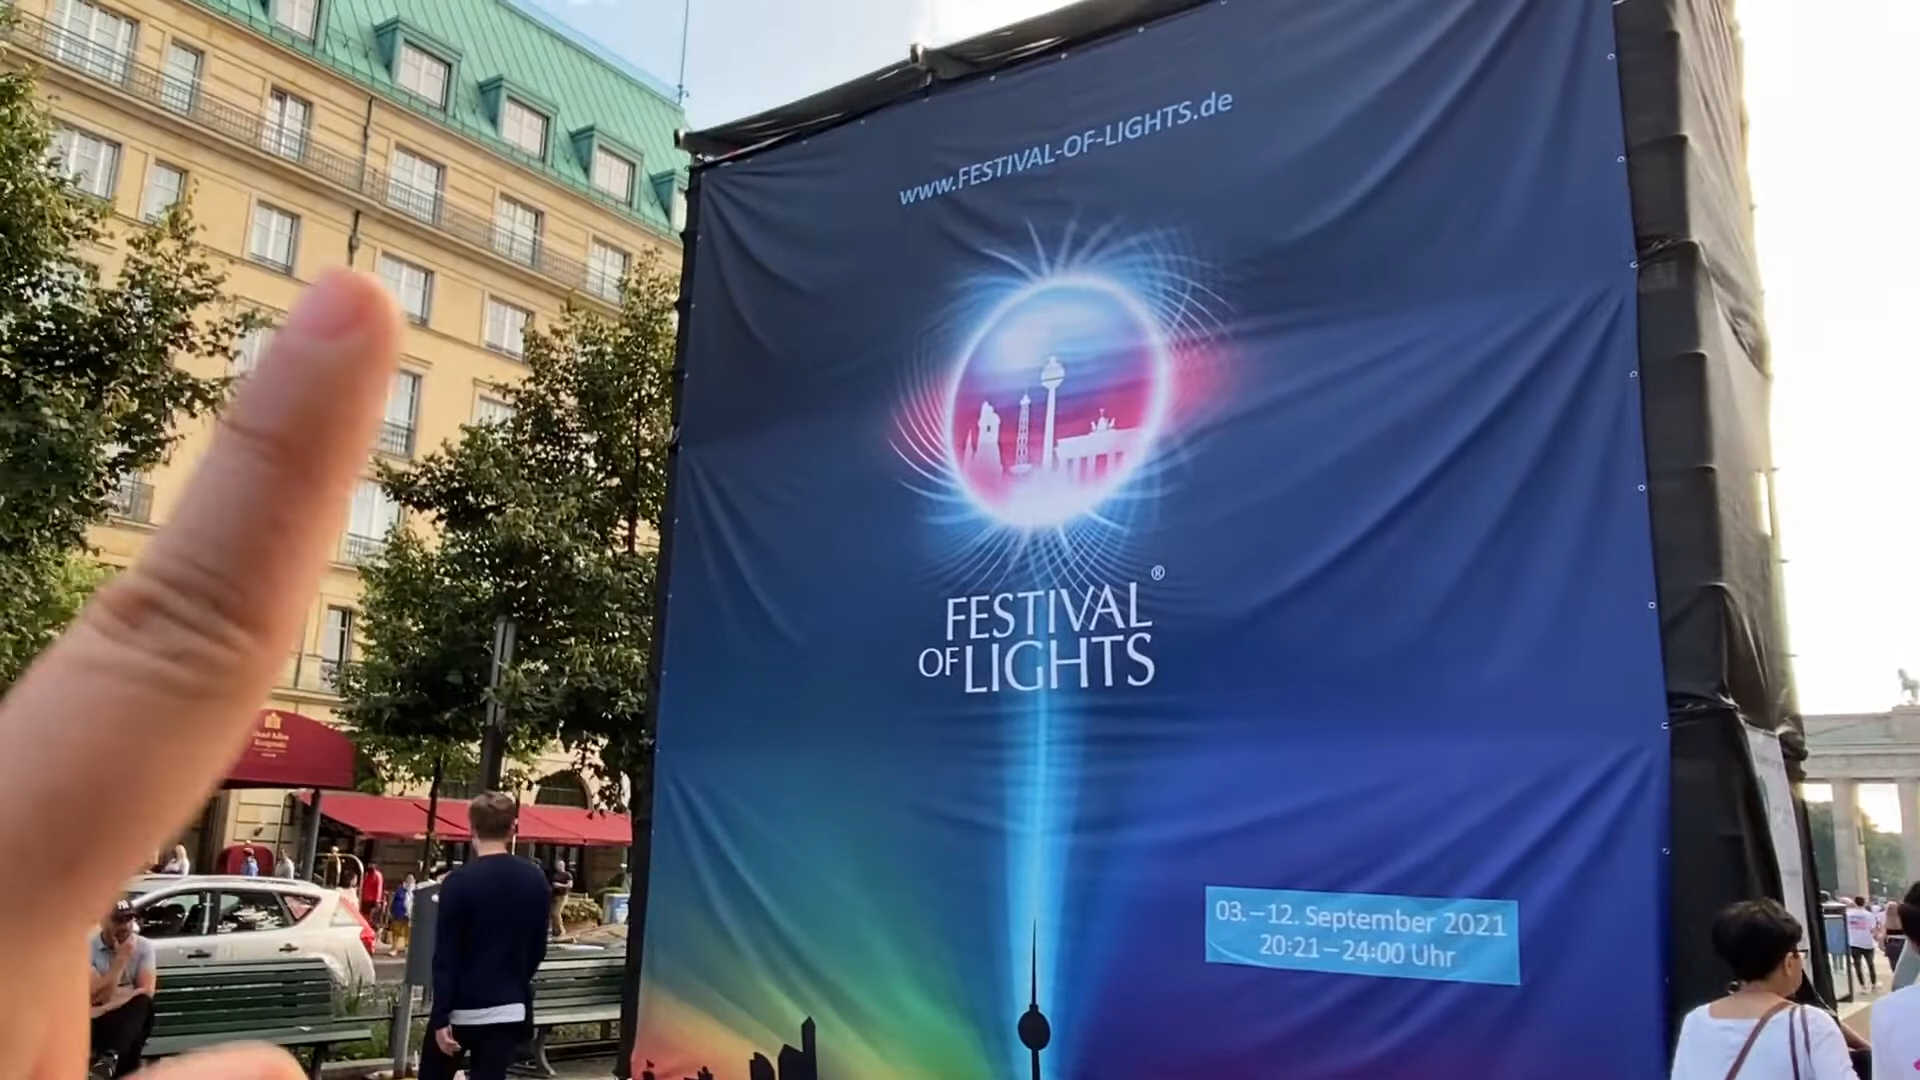 www.FESTIVAL-OF-LIGHTS.de
®
FESTIVAL
OF LIGHTS
03.–12. September 2021
20:21–24:00 Uhr